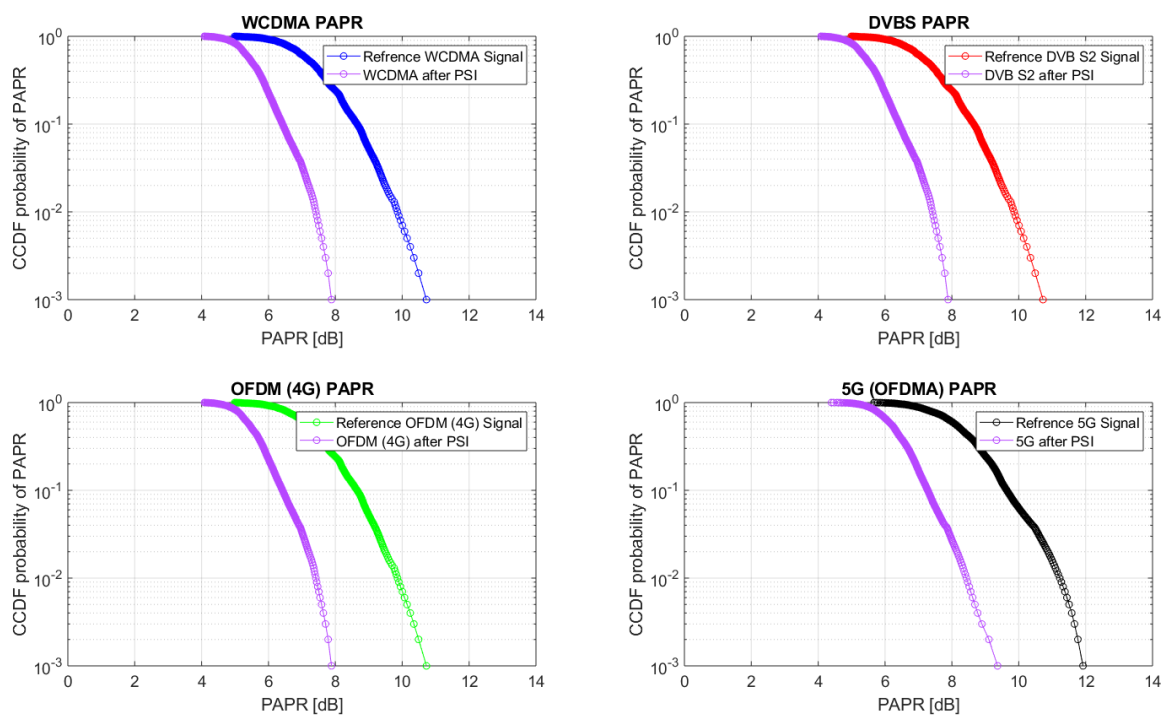 WCDMA PAPR
CCDF probability of PAPR
10^0
10^-1
10^-2
10^-3
Refrence WCDMA Signal
WCDMA after PSI
0 2 4 6 8 10 12 14
PAPR [dB]
DVBS PAPR
CCDF probability of PAPR
10^0
10^-1
10^-2
10^-3
Refrence DVB S2 Signal
DVB S2 after PSI
0 2 4 6 8 10 12 14
PAPR [dB]
OFDM (4G) PAPR
CCDF probability of PAPR
10^0
10^-1
10^-2
10^-3
Reference OFDM (4G) Signal
OFDM (4G) after PSI
0 2 4 6 8 10 12 14
PAPR [dB]
5G (OFDMA) PAPR
CCDF probability of PAPR
10^0
10^-1
10^-2
10^-3
Refrence 5G Signal
5G after PSI
0 2 4 6 8 10 12 14
PAPR [dB]